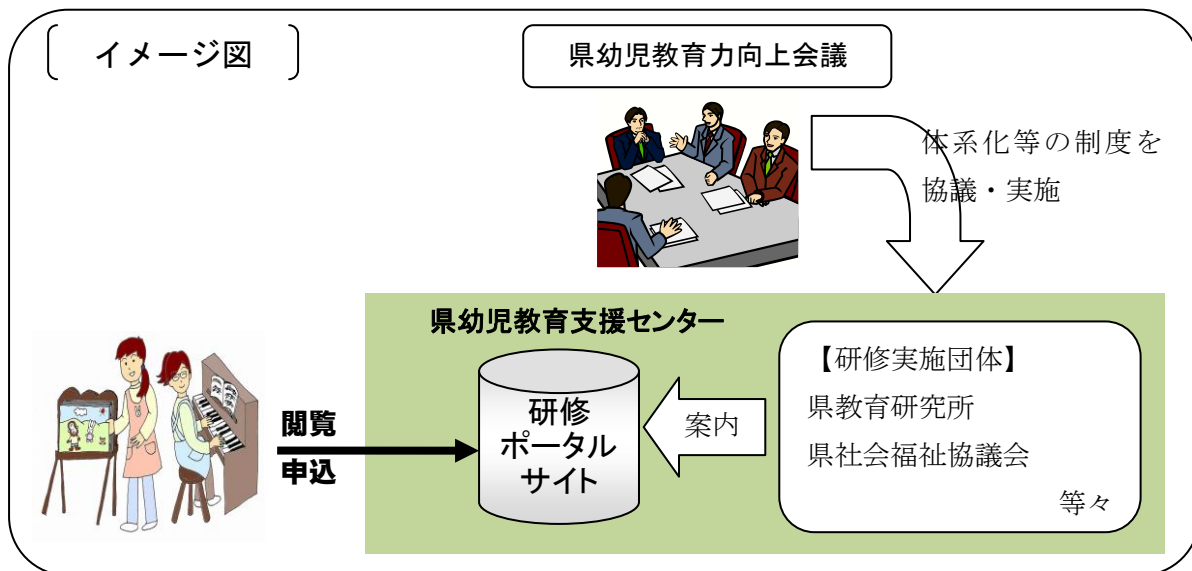 イメージ図
県幼児教育力向上会議
体系化等の制度を
協議・実施
県幼児教育支援センター
閲覧
申込
研修
ポータル
サイト
案内
【研修実施団体】
県教育研究所
県社会福祉協議会
等々